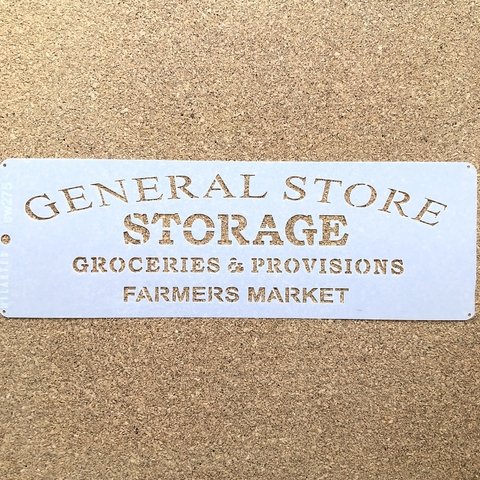 GENERAL STORE
STORAGE
GROCERIES & PROVISIONS
FARMERS MARKET